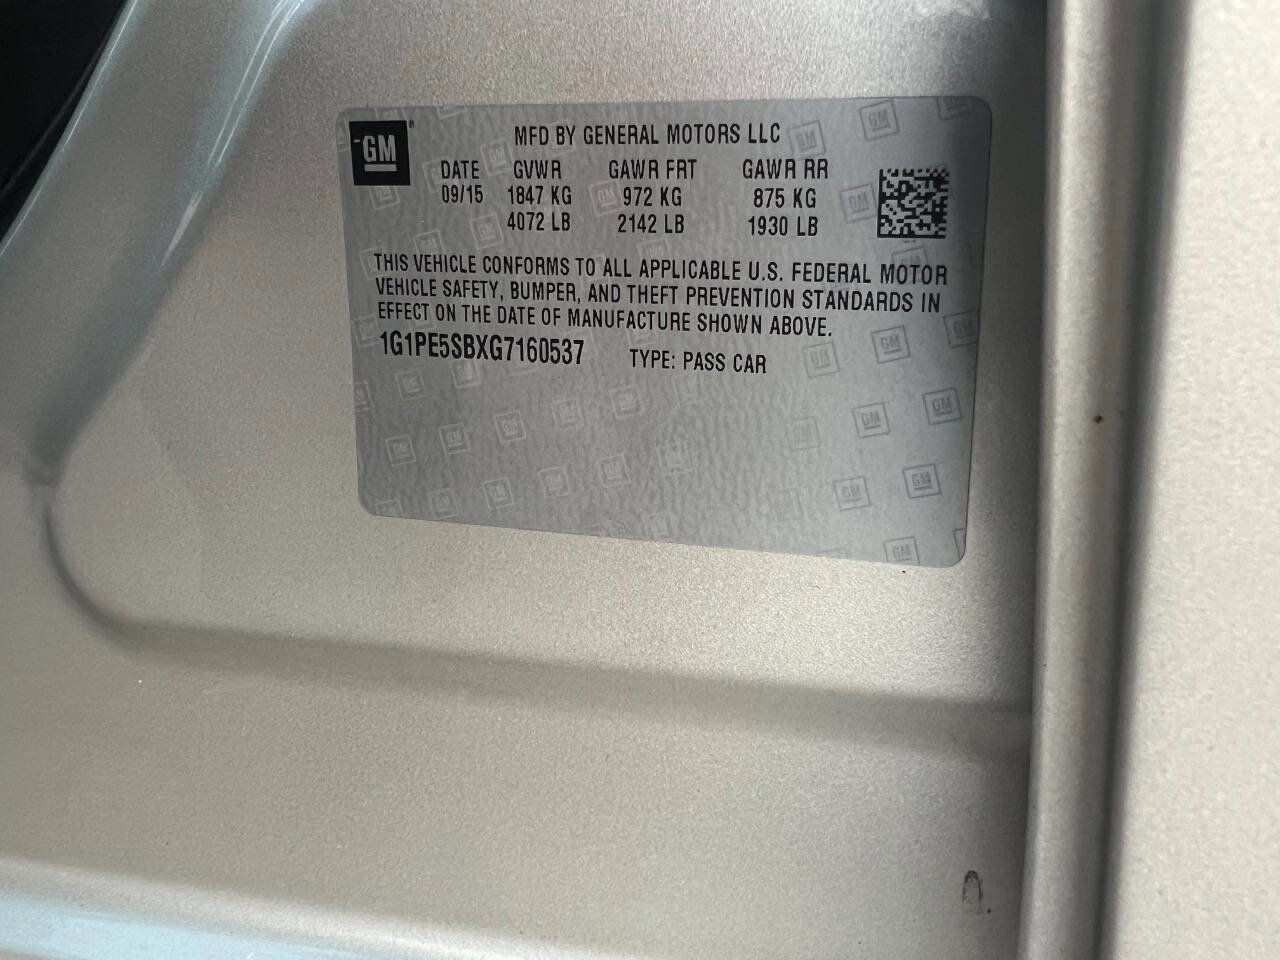 GM
MFD BY GENERAL MOTORS LLC
DATE GVWR GAWR FRT GAWR RR
09/15 1847 KG 972 KG 875 KG
4072 LB 2142 LB 1930 LB
THIS VEHICLE CONFORMS TO ALL APPLICABLE U.S. FEDERAL MOTOR
VEHICLE SAFETY, BUMPER, AND THEFT PREVENTION STANDARDS IN
EFFECT ON THE DATE OF MANUFACTURE SHOWN ABOVE.
1G1PE5SBXG7160537 TYPE: PASS CAR